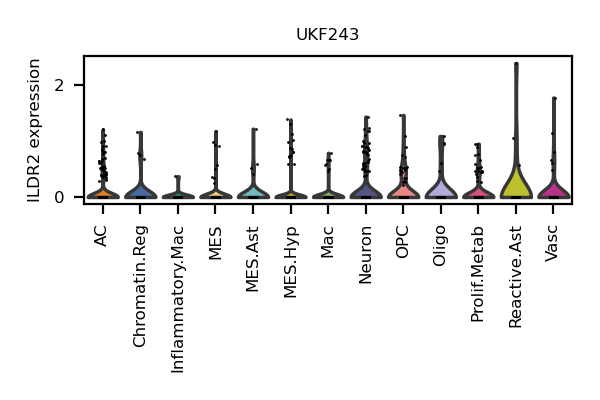 UKF243
ILDR2 expression
2
0
AC
Chromatin.Reg
Inflammatory.Mac
MES
MES.Ast
MES.Hyp
Mac
Neuron
OPC
Oligo
Prolif.Metab
Reactive.Ast
Vasc